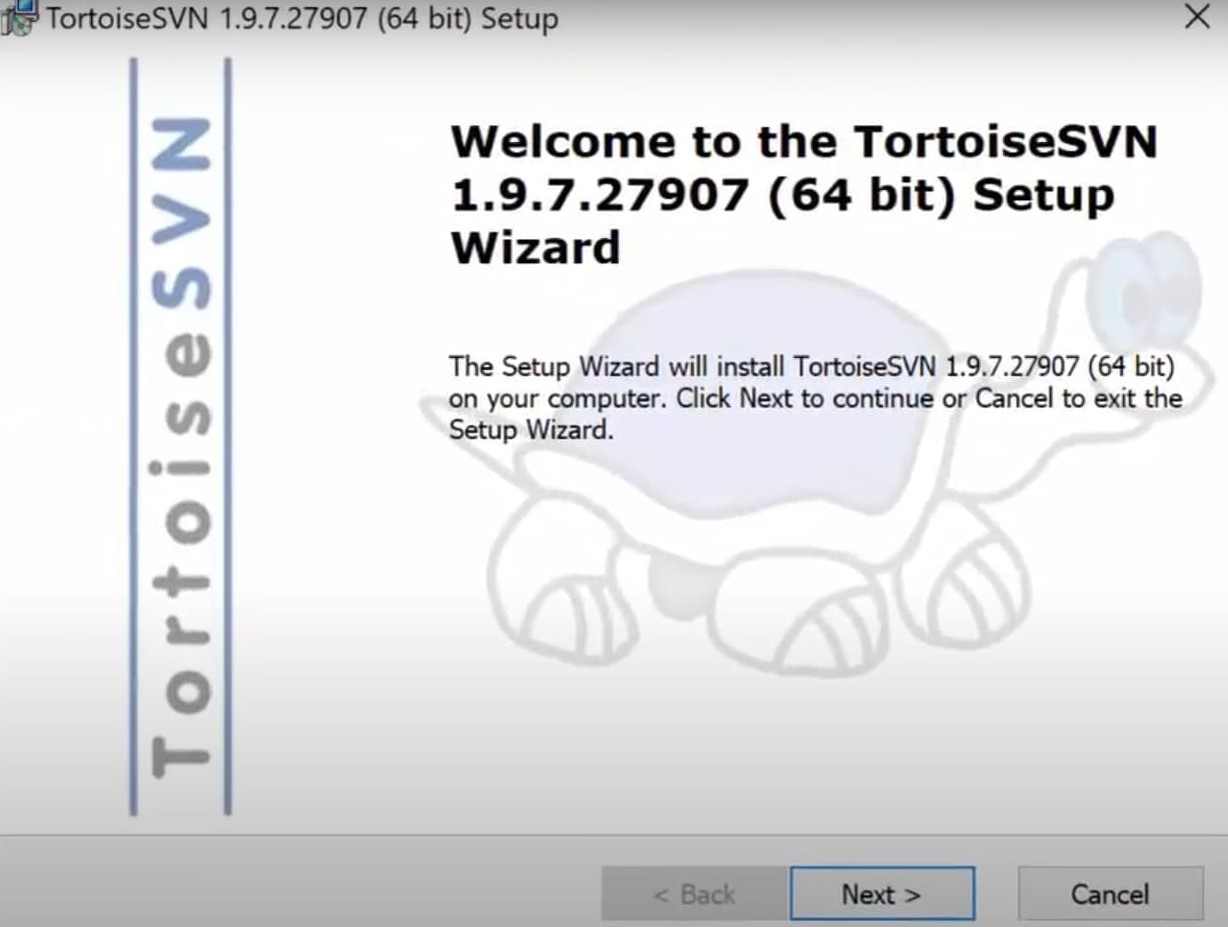 TortoiseSVN 1.9.7.27907 (64 bit) Setup
TortoiseSVN
Welcome to the TortoiseSVN
1.9.7.27907 (64 bit) Setup
Wizard
The Setup Wizard will install TortoiseSVN 1.9.7.27907 (64 bit)
on your computer. Click Next to continue or Cancel to exit the
Setup Wizard.
< Back
Next >
Cancel